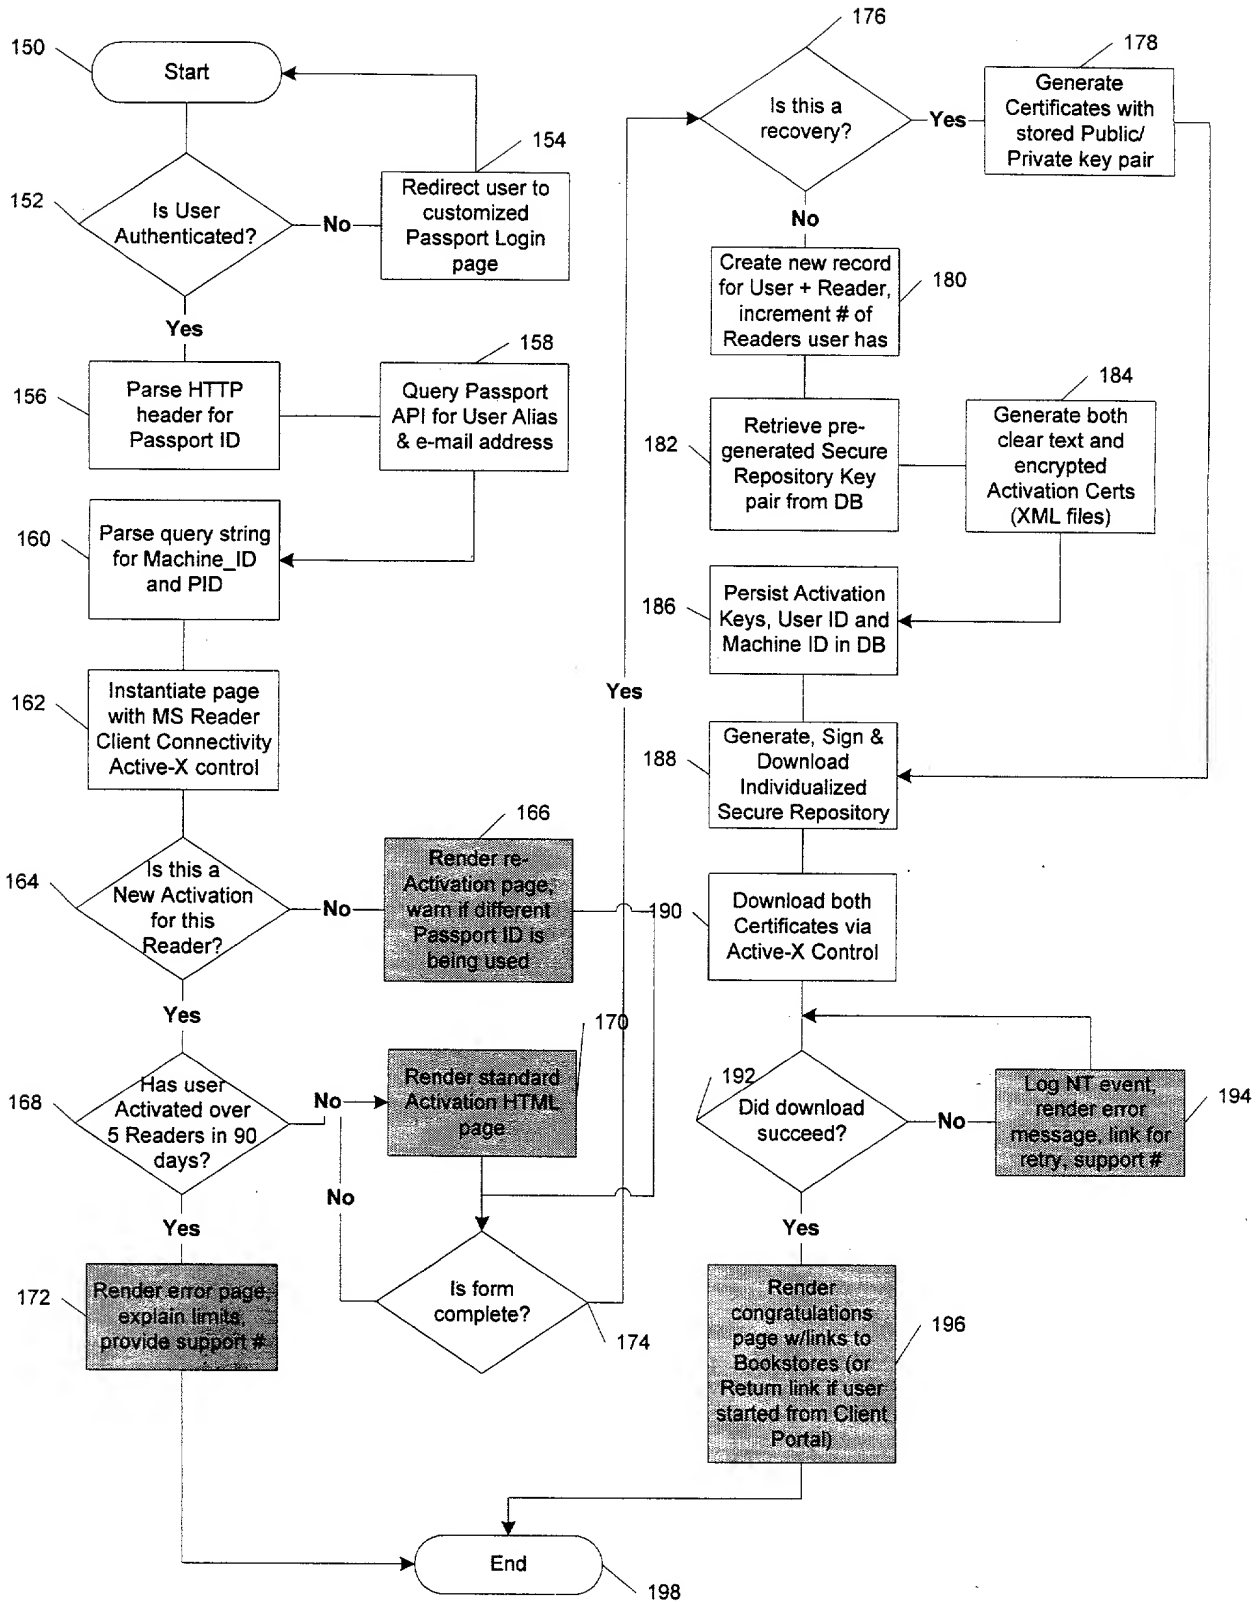 150
Start
152
Is User
Authenticated?
No
154
Redirect user to
customized
Passport Login
page
Yes
156
Parse HTTP
header for
Passport ID
158
Query Passport
API for User Alias
& e-mail address
160
Parse query string
for Machine_ID
and PID
162
Instantiate page
with MS Reader
Client Connectivity
Active-X control
164
Is this a
New Activation
for this
Reader?
No
166
Render re-
Activation page,
warn if different
Passport ID is
being used
Yes
168
Has user
Activated over
5 Readers in 90
days?
No
170
Render standard
Activation HTML
page
No
Yes
172
Render error page,
explain limits,
provide support #
Is form
complete?
174
Yes
176
Is this a
recovery?
Yes
178
Generate
Certificates with
stored Public/
Private key pair
No
180
Create new record
for User + Reader,
increment # of
Readers user has
182
Retrieve pre-
generated Secure
Repository Key
pair from DB
184
Generate both
clear text and
encrypted
Activation Certs
(XML files)
186
Persist Activation
Keys, User ID and
Machine ID in DB
188
Generate, Sign &
Download
Individualized
Secure Repository
190
Download both
Certificates via
Active-X Control
192
Did download
succeed?
No
194
Log NT event,
render error
message, link for
retry, support #
Yes
196
Render
congratulations
page w/links to
Bookstores (or
Return link if user
started from Client
Portal)
End
198